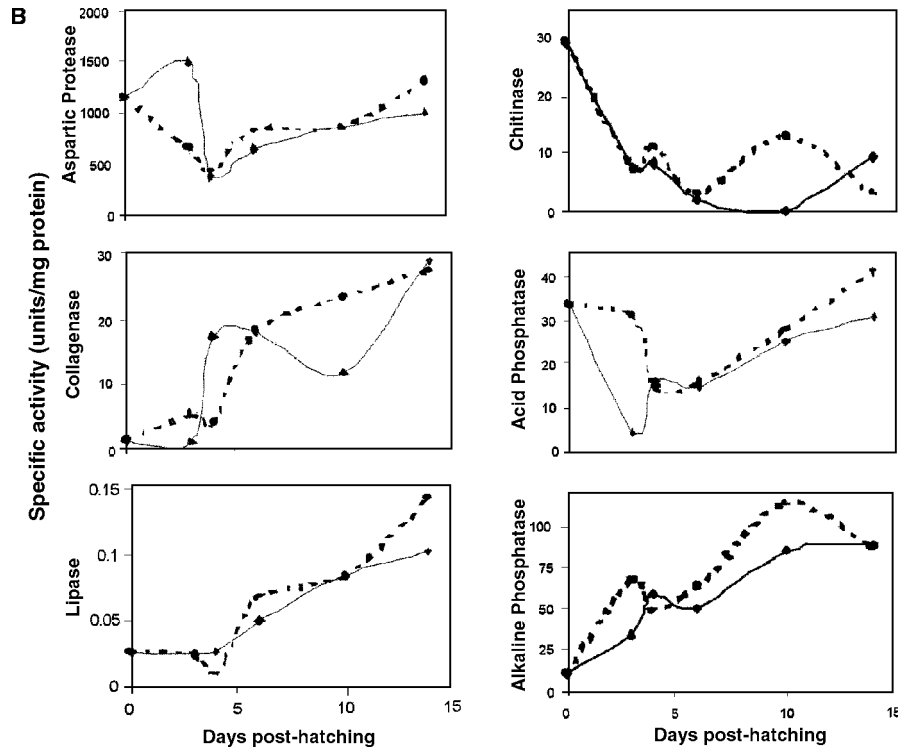 B
Specific activity (units/mg protein)
Aspartic Protease
2000
1500
1000
500
0
Chitinase
30
20
10
0
Collagenase
30
20
10
0
Acid Phosphatase
40
30
20
10
0
Lipase
0.15
0.1
0.05
0
0 5 10 15
Days post-hatching
Alkaline Phosphatase
100
75
50
25
0
0 5 10 15
Days post-hatching